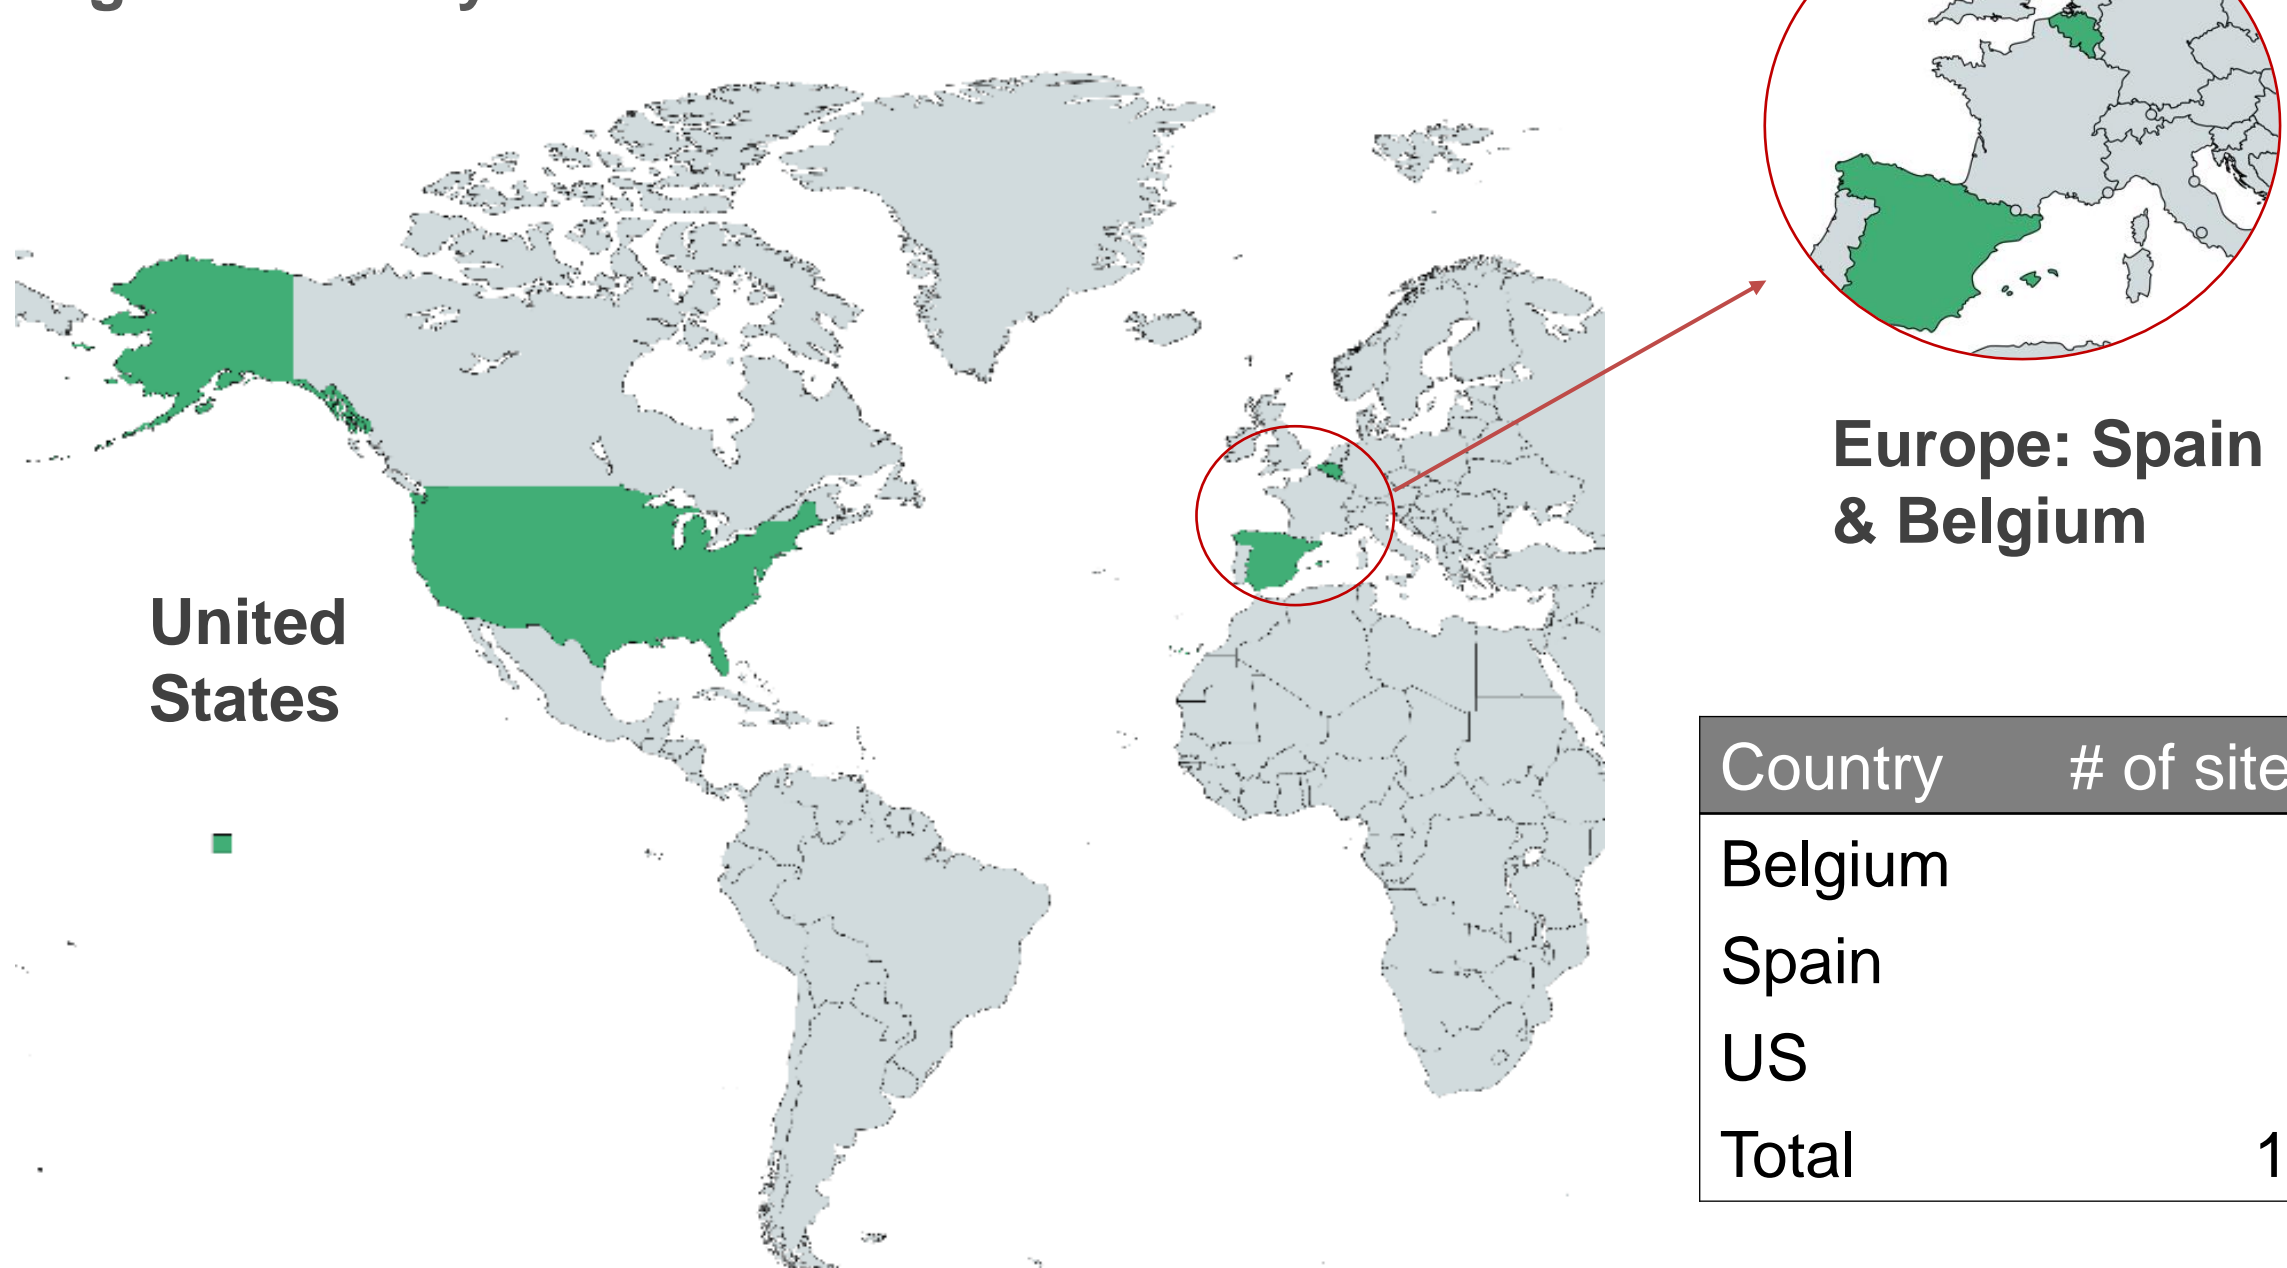 Europe: Spain
& Belgium
United
States
Country # of site
Belgium
Spain
US
Total 1